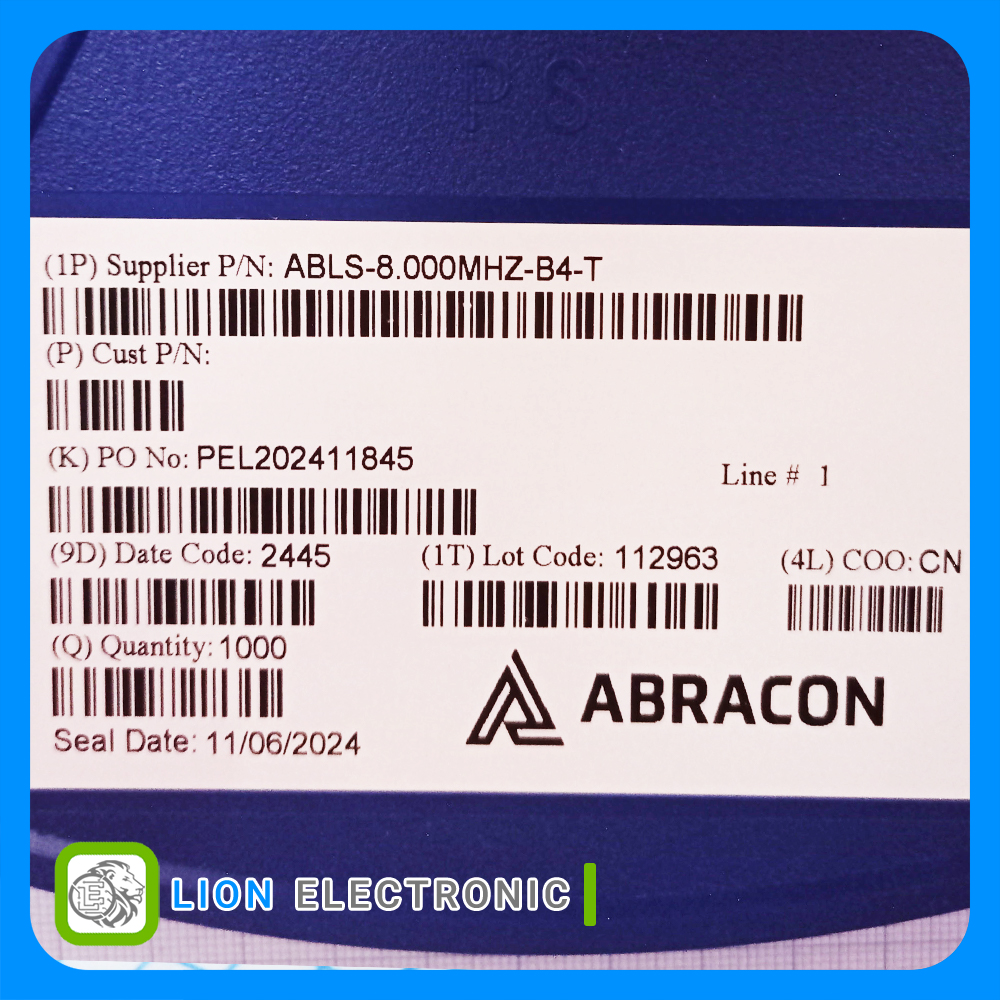 PS
(1P) Supplier P/N: ABLS-8.000MHZ-B4-T
(P) Cust P/N:
(K) PO No: PEL202411845
Line # 1
(9D) Date Code: 2445
(1T) Lot Code: 112963
(4L) COO: CN
(Q) Quantity: 1000
Seal Date: 11/06/2024
ABRACON
LE
LION ELECTRONIC